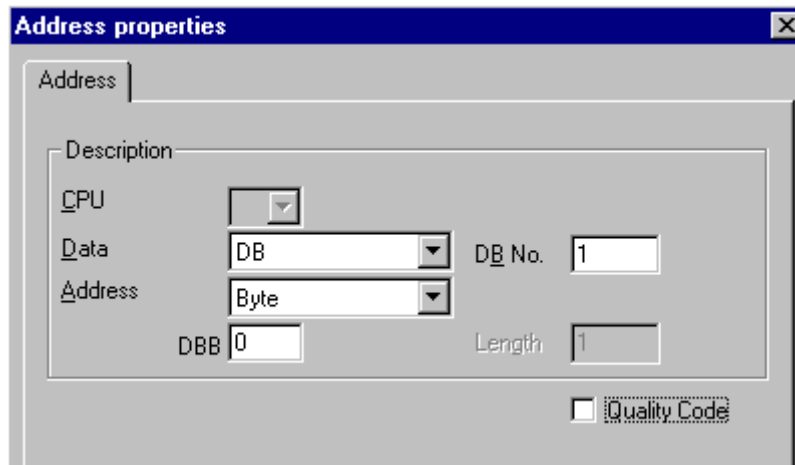 Address properties
Address
Description
CPU
Data DB DB No. 1
Address Byte
DBB 0 Length 1
Quality Code